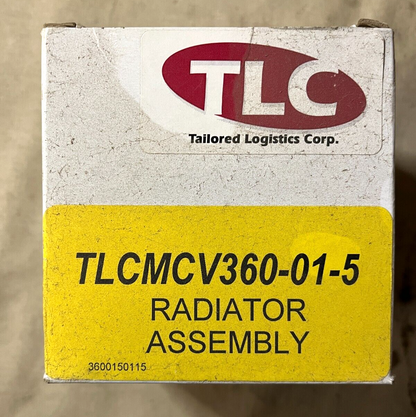 TLC
Tailored Logistics Corp.
TLCMCV360-01-5
RADIATOR
ASSEMBLY
3600150115